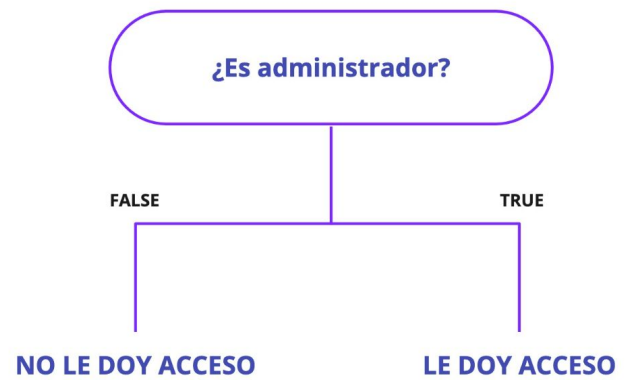 ¿Es administrador?
FALSE
TRUE
NO LE DOY ACCESO
LE DOY ACCESO